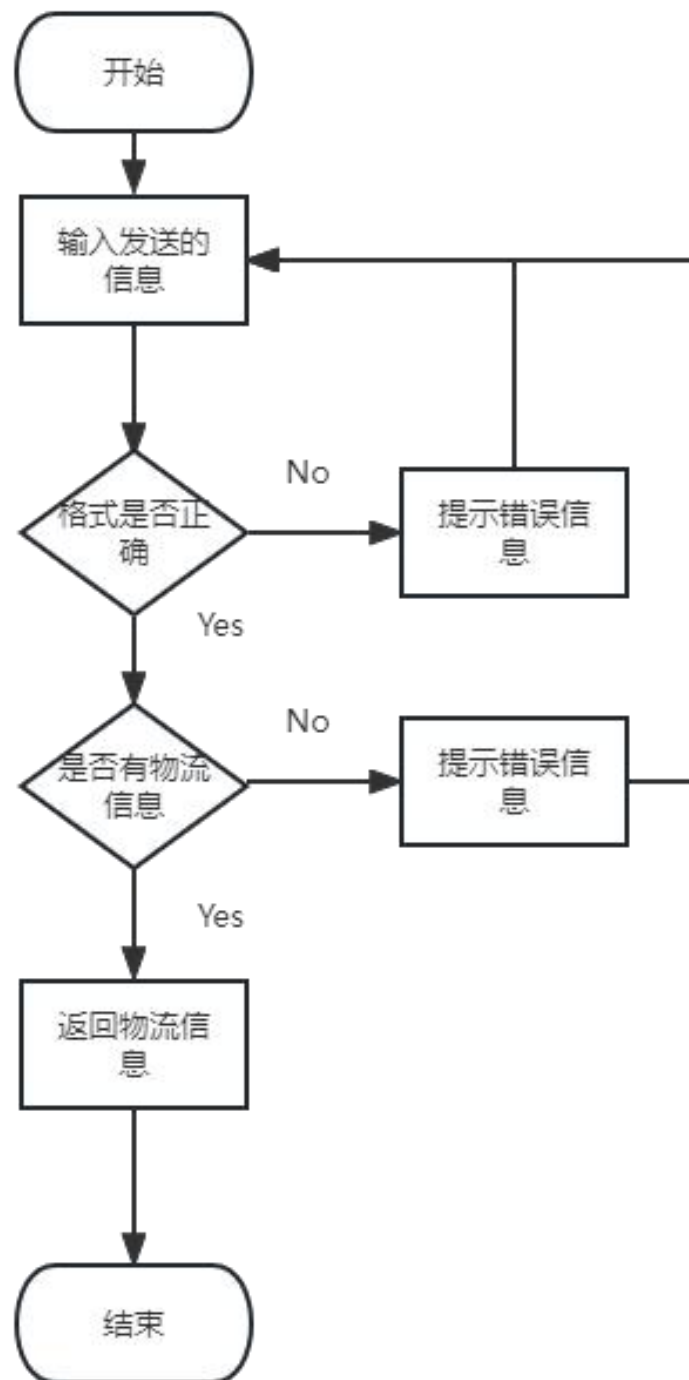 开始
输入发送的
信息
格式是否正
确
No
提示错误信
息
Yes
是否有物流
信息
No
提示错误信
息
Yes
返回物流信
息
结束